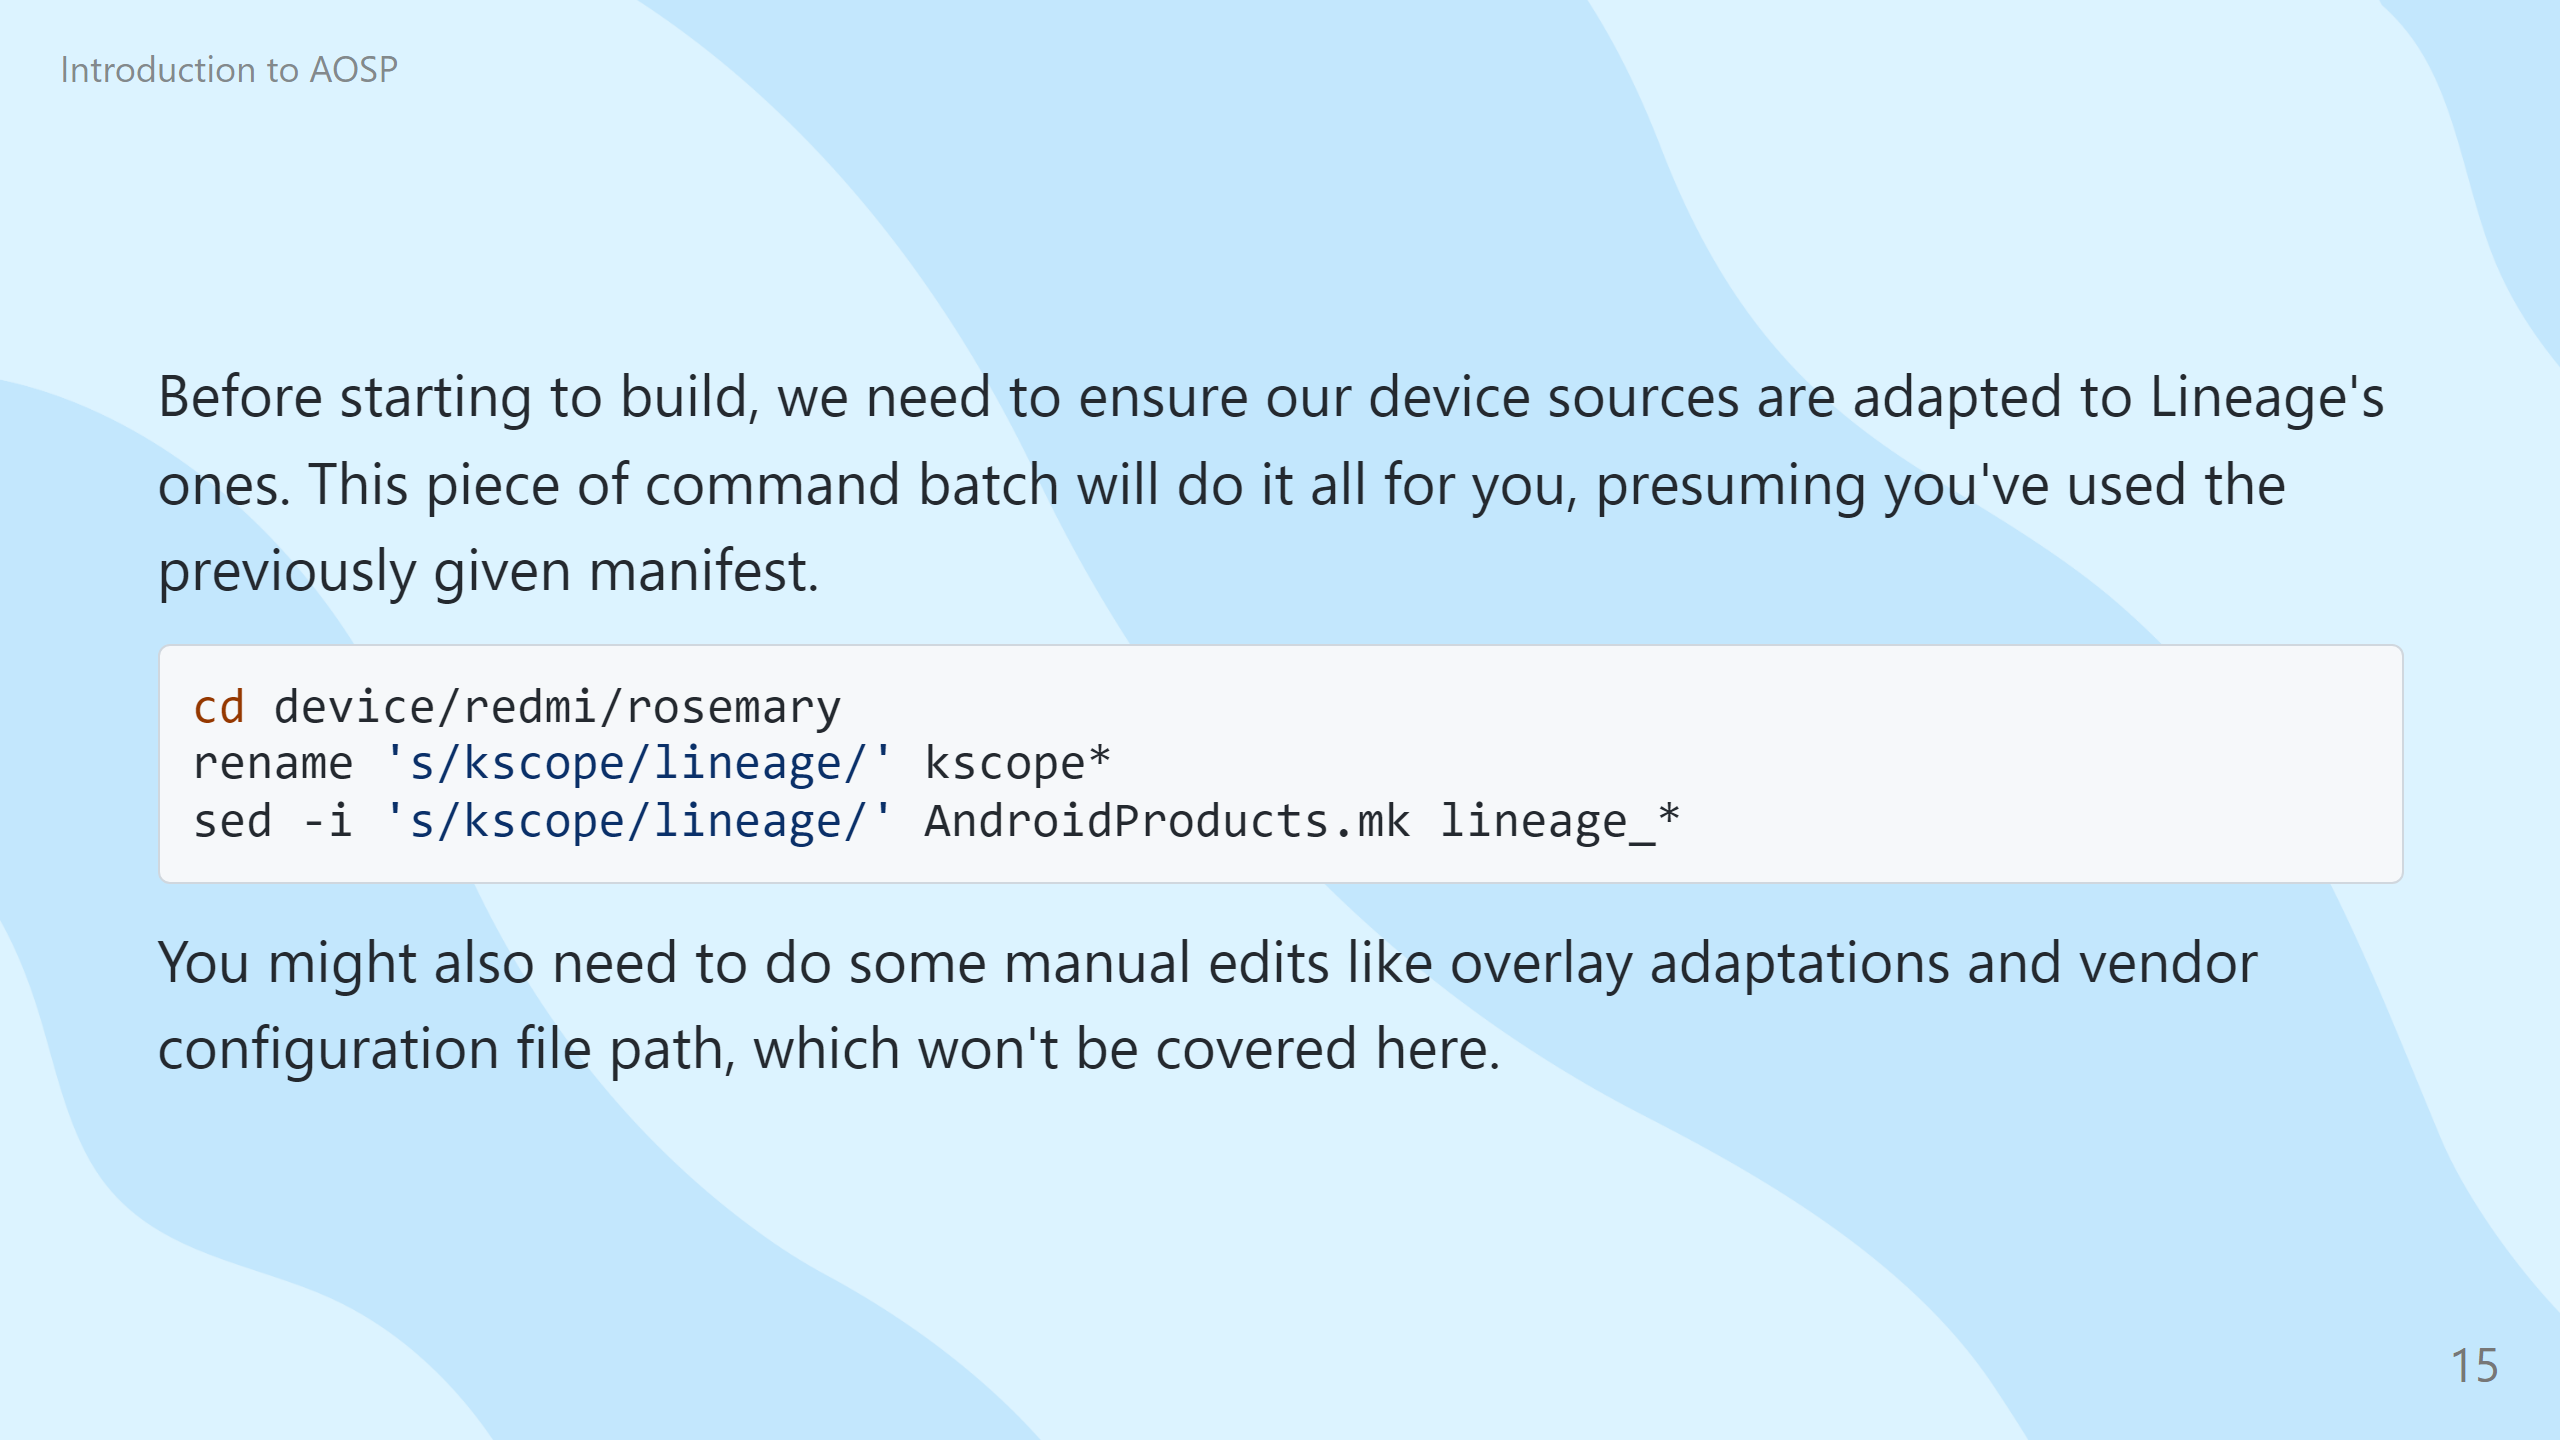 Introduction to AOSP
Before starting to build, we need to ensure our device sources are adapted to Lineage's
ones. This piece of command batch will do it all for you, presuming you've used the
previously given manifest.
cd device/redmi/rosemary
rename 's/kscope/lineage/' kscope*
sed -i 's/kscope/lineage/' AndroidProducts.mk lineage_*
You might also need to do some manual edits like overlay adaptations and vendor
configuration file path, which won't be covered here.
15